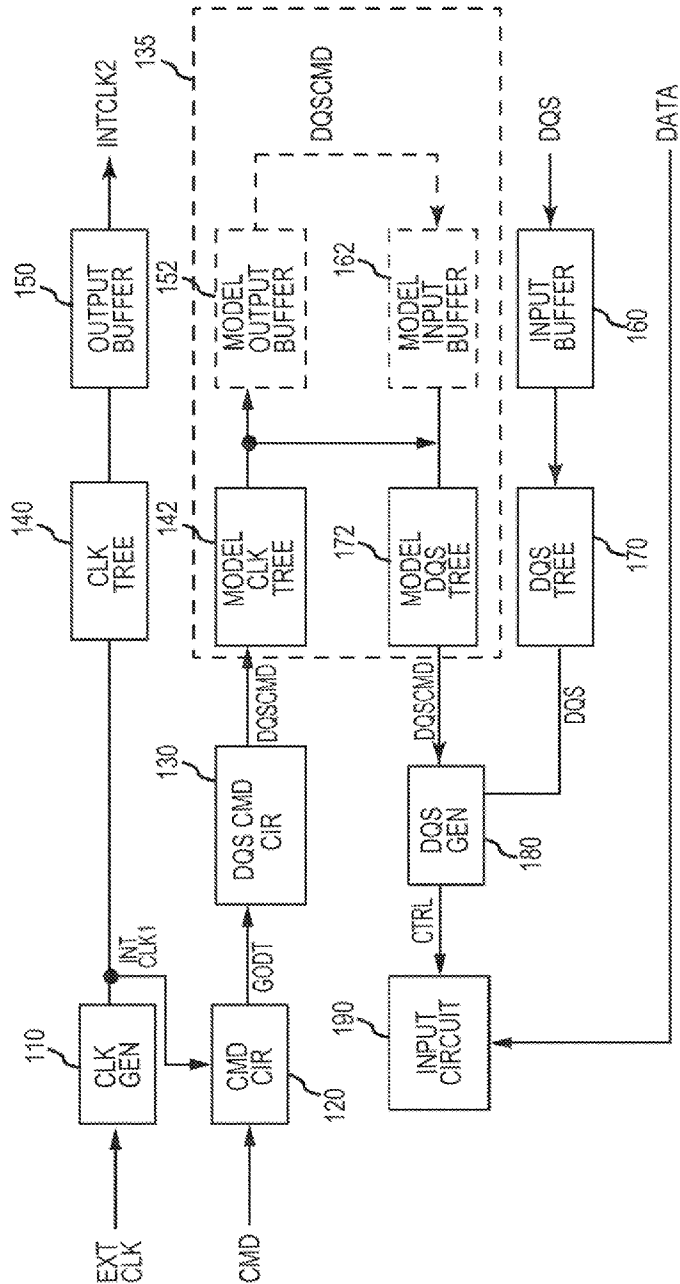 EXT
CLK
110
CLK
GEN
INT
CLK1
140
CLK
TREE
150
OUTPUT
BUFFER
INTCLK2
CMD
CMD
CIR
120
GODT
130
DQS CMD
CIR
DQSCMD
142
MODEL
CLK
TREE
152
MODEL
OUTPUT
BUFFER
135
DQSCMD
190
INPUT
CIRCUIT
CTRL
DQS
GEN
180
DQSCMD
172
MODEL
DQS
TREE
162
MODEL
INPUT
BUFFER
DQS
DQS
TREE
170
INPUT
BUFFER
160
DQS
DATA